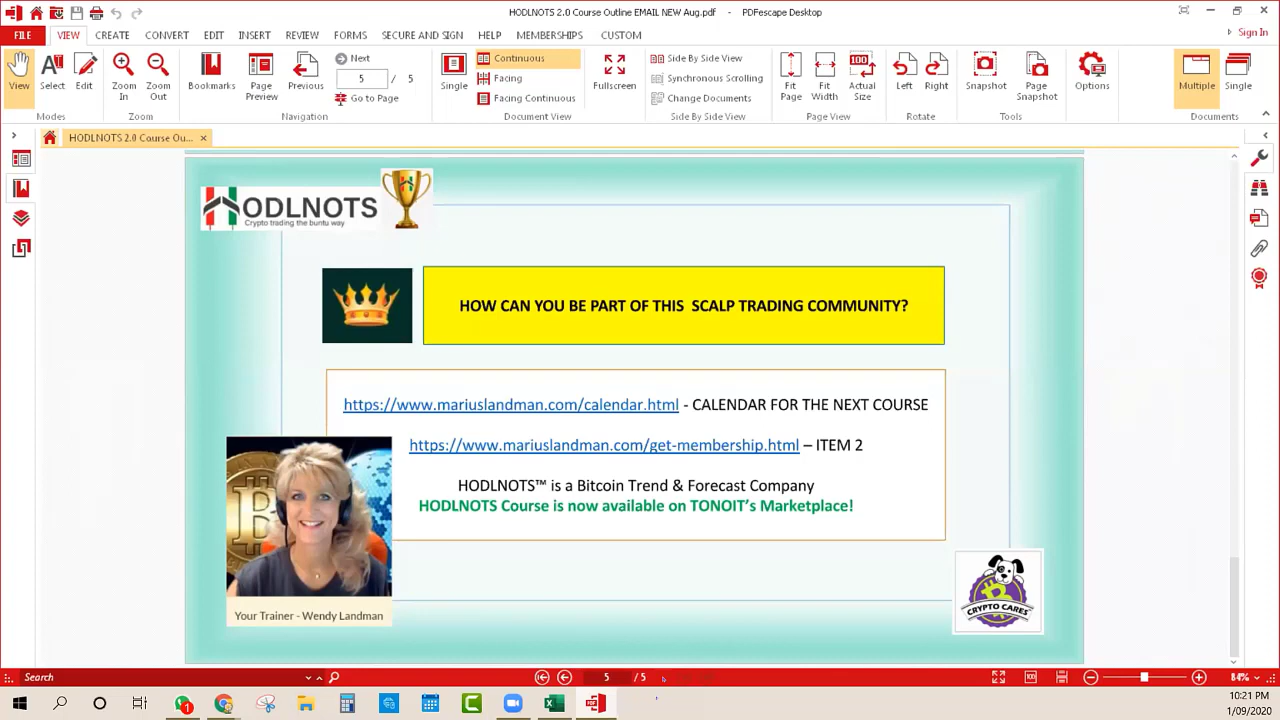 HODLNOTS 2.0 Course Outline EMAIL NEW Aug.pdf - PDFescape Desktop
FILE VIEW CREATE CONVERT EDIT INSERT REVIEW FORMS SECURE AND SIGN HELP MEMBERSHIPS CUSTOM Sign In
View Select Edit
Modes
Zoom In Zoom Out
Zoom
Bookmarks Page Preview Previous
Next
5 / 5
Go to Page
Navigation
Single
Continuous
Facing
Facing Continuous
Document View
Fullscreen
Side By Side View
Synchronous Scrolling
Change Documents
Side By Side
Fit Page Fit Width Actual Size
100
Page View
Left Right
Rotate
Snapshot Page Snapshot
Tools
Options
Multiple Single
Documents
HODLNOTS 2.0 Course Ou...
HODLNOTS
Crypto trading the buntu way
HOW CAN YOU BE PART OF THIS SCALP TRADING COMMUNITY?
https://www.mariuslandman.com/calendar.html - CALENDAR FOR THE NEXT COURSE
https://www.mariuslandman.com/get-membership.html – ITEM 2
HODLNOTS™ is a Bitcoin Trend & Forecast Company
HODLNOTS Course is now available on TONOIT's Marketplace!
Your Trainer - Wendy Landman
CRYPTO CARES
Search
5 / 5
84%
1
10:21 PM
1/09/2020